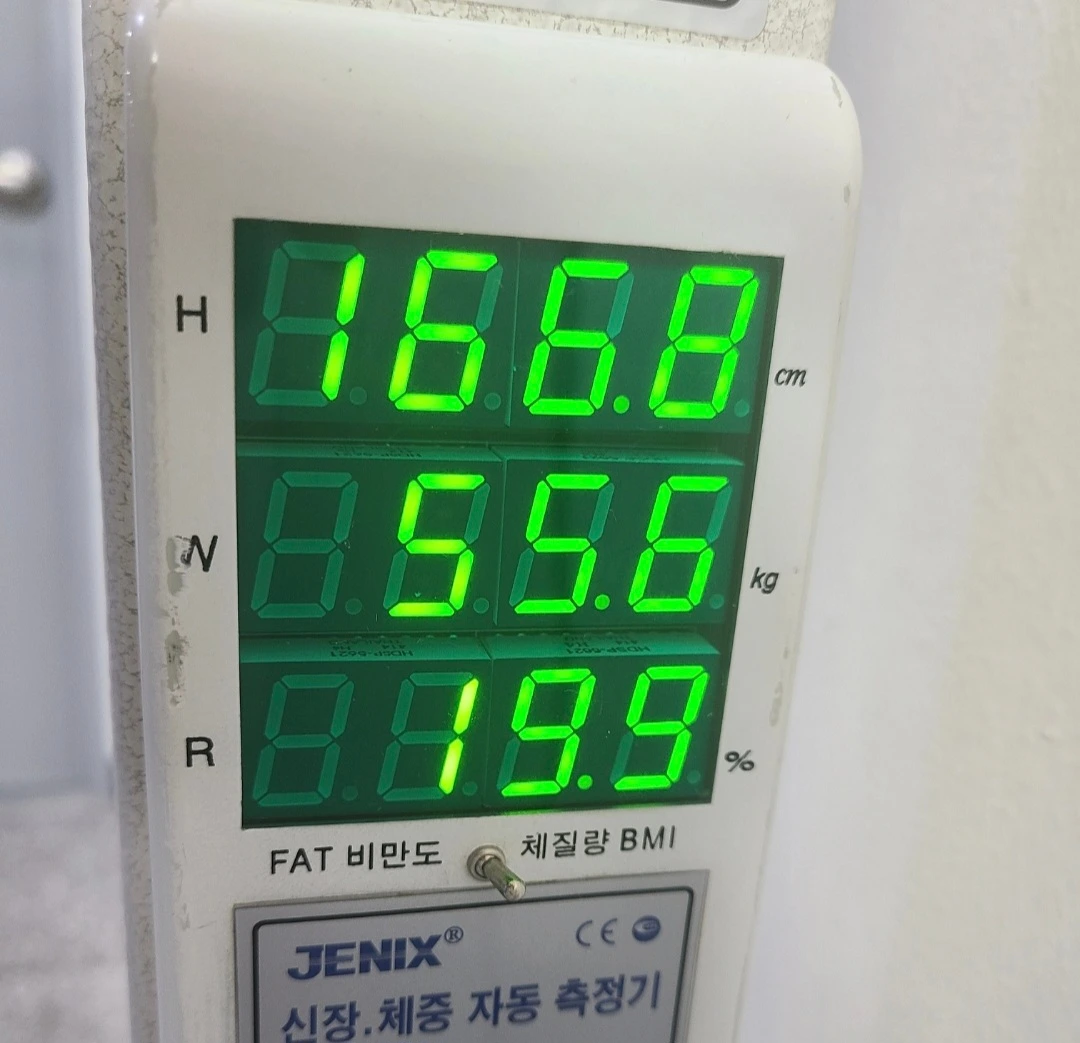 H 166.8 cm
W 55.6 kg
R 19.9 %
FAT 비만도 체질량 BMI
JENIX® CE
신장.체중 자동 측정기